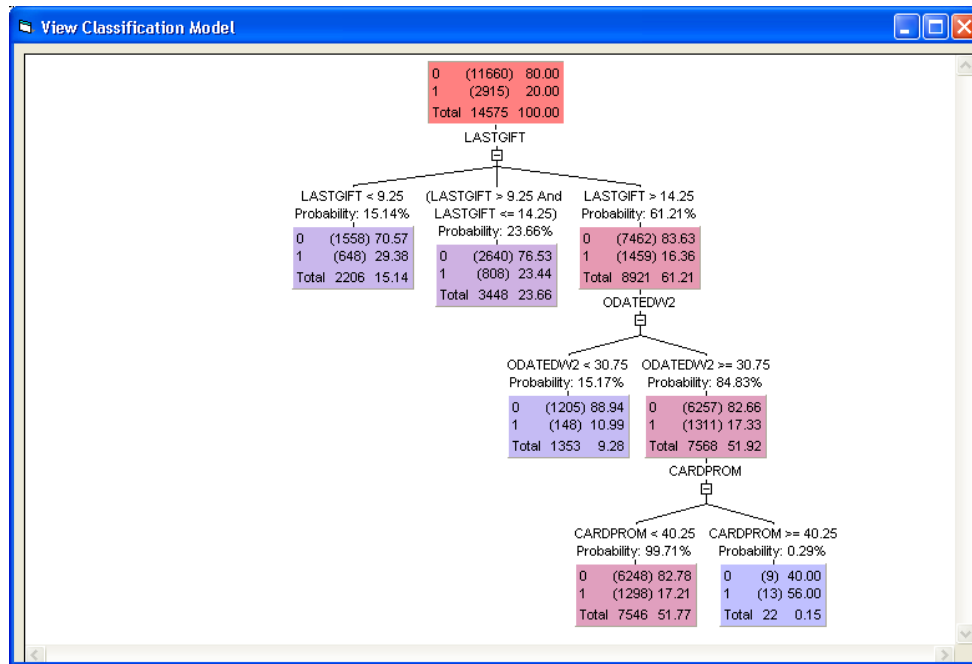 View Classification Model
0 (11660) 80.00
1 (2915) 20.00
Total 14575 100.00
LASTGIFT
LASTGIFT < 9.25
Probability: 15.14%
0 (1558) 70.57
1 (648) 29.38
Total 2206 15.14
(LASTGIFT > 9.25 And
LASTGIFT <= 14.25)
Probability: 23.66%
0 (2640) 76.53
1 (808) 23.44
Total 3448 23.66
LASTGIFT > 14.25
Probability: 61.21%
0 (7462) 83.63
1 (1459) 16.36
Total 8921 61.21
ODATEDW2
ODATEDW2 < 30.75
Probability: 15.17%
0 (1205) 88.94
1 (148) 10.99
Total 1353 9.28
ODATEDW2 >= 30.75
Probability: 84.83%
0 (6257) 82.66
1 (1311) 17.33
Total 7568 51.92
CARDPROM
CARDPROM < 40.25
Probability: 99.71%
0 (6248) 82.78
1 (1298) 17.21
Total 7546 51.77
CARDPROM >= 40.25
Probability: 0.29%
0 (9) 40.00
1 (13) 56.00
Total 22 0.15